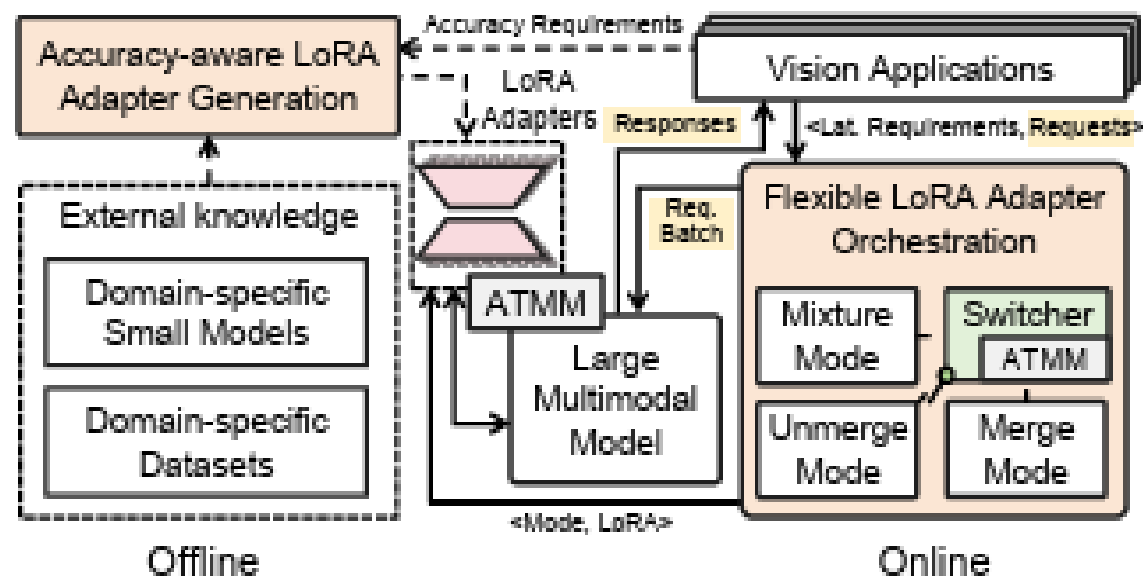 Accuracy Requirements
Accuracy-aware LoRA
Adapter Generation
LoRA
Adapters
Vision Applications
Responses
<Lat. Requirements, Requests>
External knowledge
Domain-specific
Small Models
Domain-specific
Datasets
Req.
Batch
ATMM
Large
Multimodal
Model
Flexible LoRA Adapter
Orchestration
Mixture
Mode
Switcher
ATMM
Unmerge
Mode
Merge
Mode
<Mode, LoRA>
Offline
Online